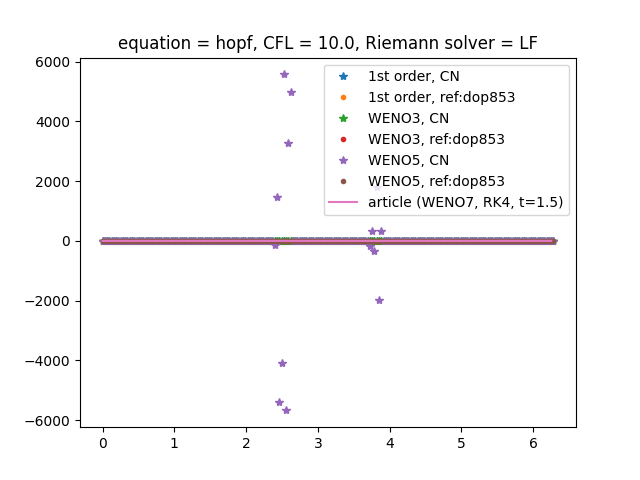 equation = hopf, CFL = 10.0, Riemann solver = LF
6000
4000
2000
0
−2000
−4000
−6000
1st order, CN
1st order, ref:dop853
WENO3, CN
WENO3, ref:dop853
WENO5, CN
WENO5, ref:dop853
article (WENO7, RK4, t=1.5)
0 1 2 3 4 5 6